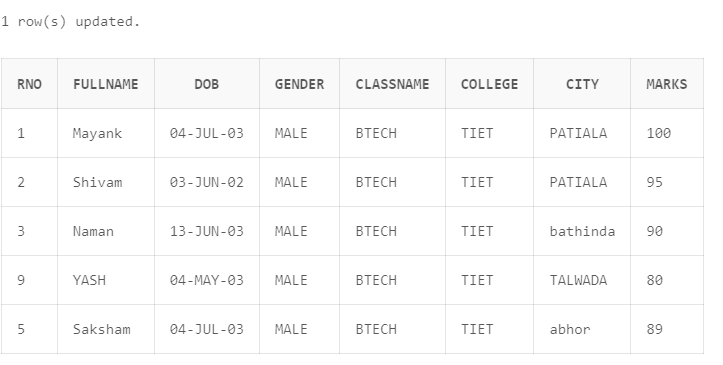 1 row(s) updated.
RNO FULLNAME DOB GENDER CLASSNAME COLLEGE CITY MARKS
1 Mayank 04-JUL-03 MALE BTECH TIET PATIALA 100
2 Shivam 03-JUN-02 MALE BTECH TIET PATIALA 95
3 Naman 13-JUN-03 MALE BTECH TIET bathinda 90
9 YASH 04-MAY-03 MALE BTECH TIET TALWADA 80
5 Saksham 04-JUL-03 MALE BTECH TIET abhor 89